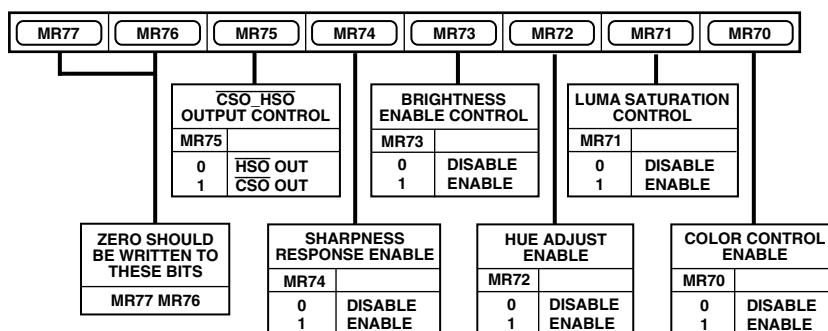 MR77 MR76 MR75 MR74 MR73 MR72 MR71 MR70
CSO_HSO
OUTPUT CONTROL
MR75
0 HSO OUT
1 CSO OUT
BRIGHTNESS
ENABLE CONTROL
MR73
0 DISABLE
1 ENABLE
LUMA SATURATION
CONTROL
MR71
0 DISABLE
1 ENABLE
ZERO SHOULD
BE WRITTEN TO
THESE BITS
MR77 MR76
SHARPNESS
RESPONSE ENABLE
MR74
0 DISABLE
1 ENABLE
HUE ADJUST
ENABLE
MR72
0 DISABLE
1 ENABLE
COLOR CONTROL
ENABLE
MR70
0 DISABLE
1 ENABLE